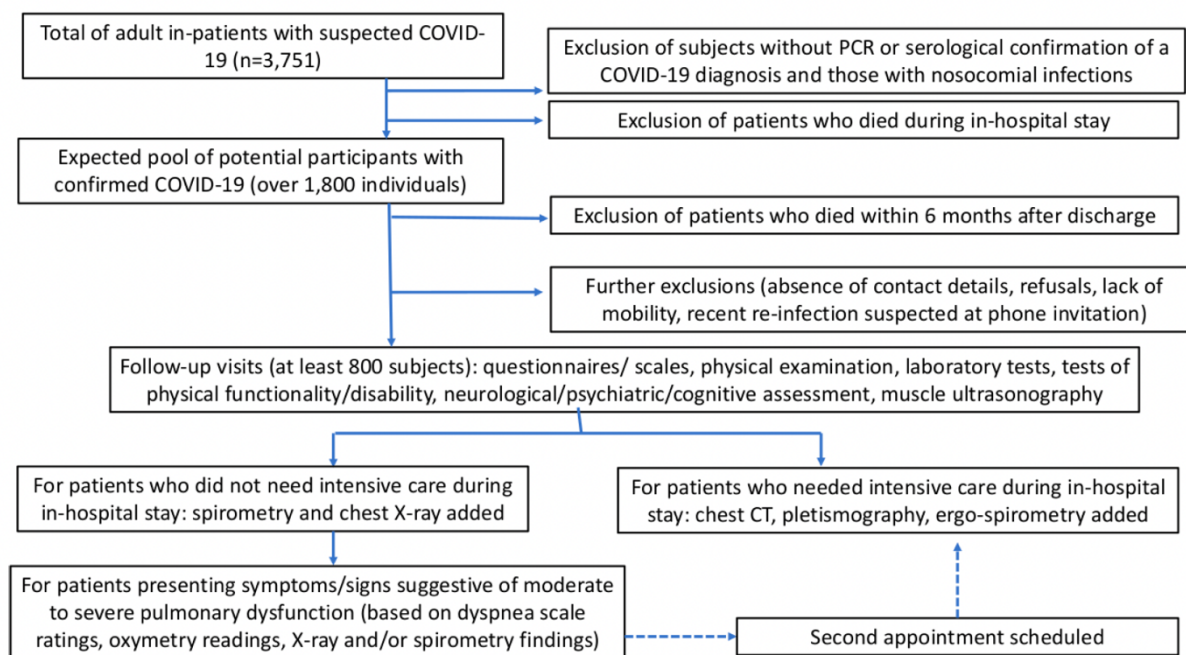 Total of adult in-patients with suspected COVID-
19 (n=3,751)
Exclusion of subjects without PCR or serological confirmation of a
COVID-19 diagnosis and those with nosocomial infections
Exclusion of patients who died during in-hospital stay
Expected pool of potential participants with
confirmed COVID-19 (over 1,800 individuals)
Exclusion of patients who died within 6 months after discharge
Further exclusions (absence of contact details, refusals, lack of
mobility, recent re-infection suspected at phone invitation)
Follow-up visits (at least 800 subjects): questionnaires/ scales, physical examination, laboratory tests, tests of
physical functionality/disability, neurological/psychiatric/cognitive assessment, muscle ultrasonography
For patients who did not need intensive care during
in-hospital stay: spirometry and chest X-ray added
For patients who needed intensive care during in-hospital
stay: chest CT, pletismography, ergo-spirometry added
For patients presenting symptoms/signs suggestive of moderate
to severe pulmonary dysfunction (based on dyspnea scale
ratings, oxymetry readings, X-ray and/or spirometry findings)
Second appointment scheduled